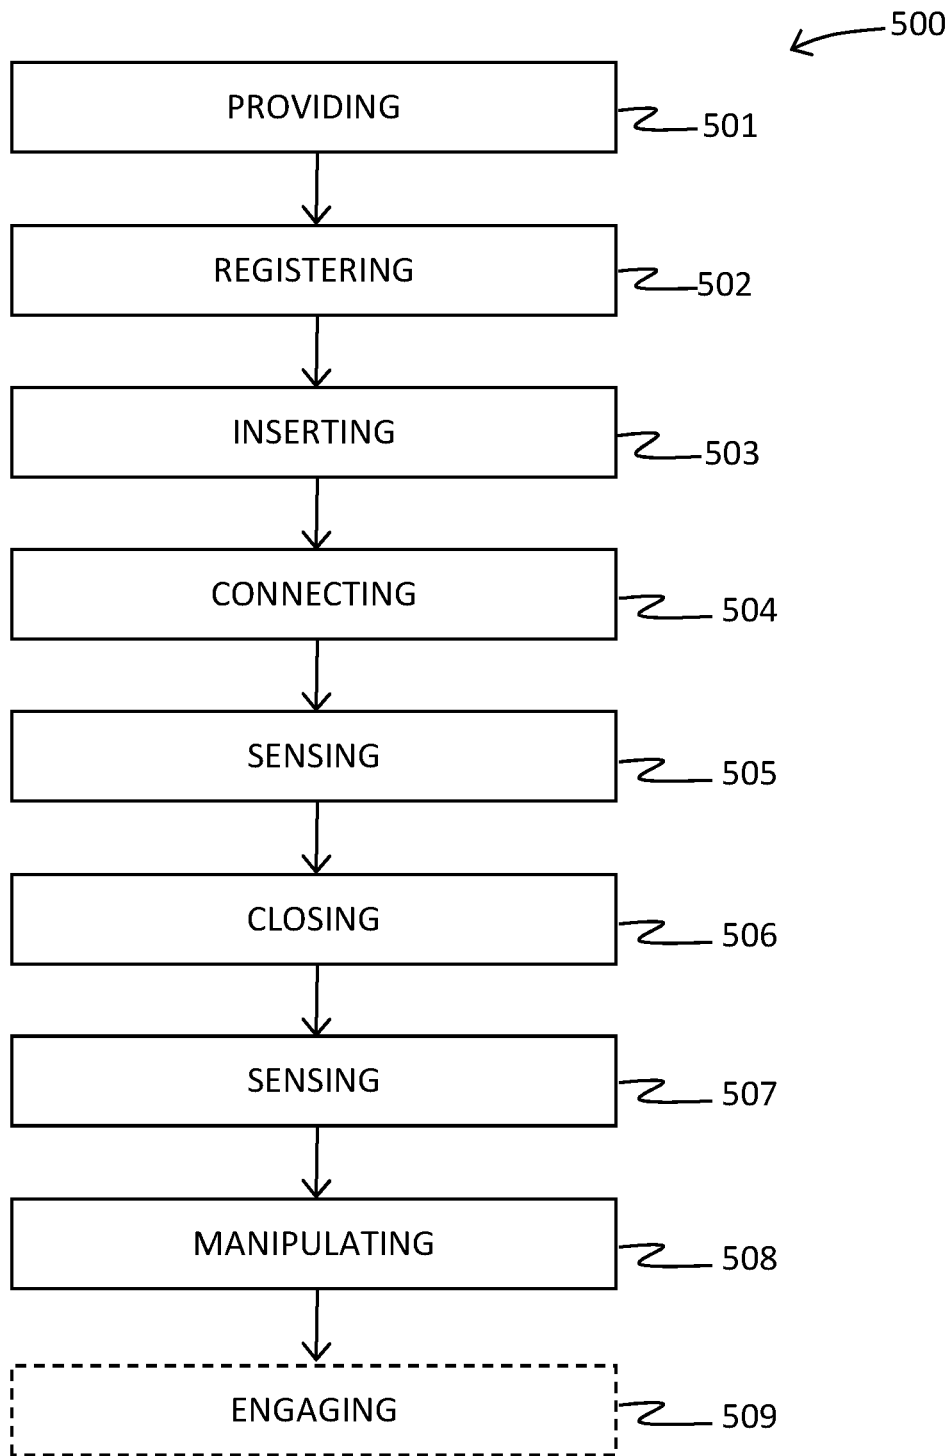 500
PROVIDING
501
REGISTERING
502
INSERTING
503
CONNECTING
504
SENSING
505
CLOSING
506
SENSING
507
MANIPULATING
508
ENGAGING
509